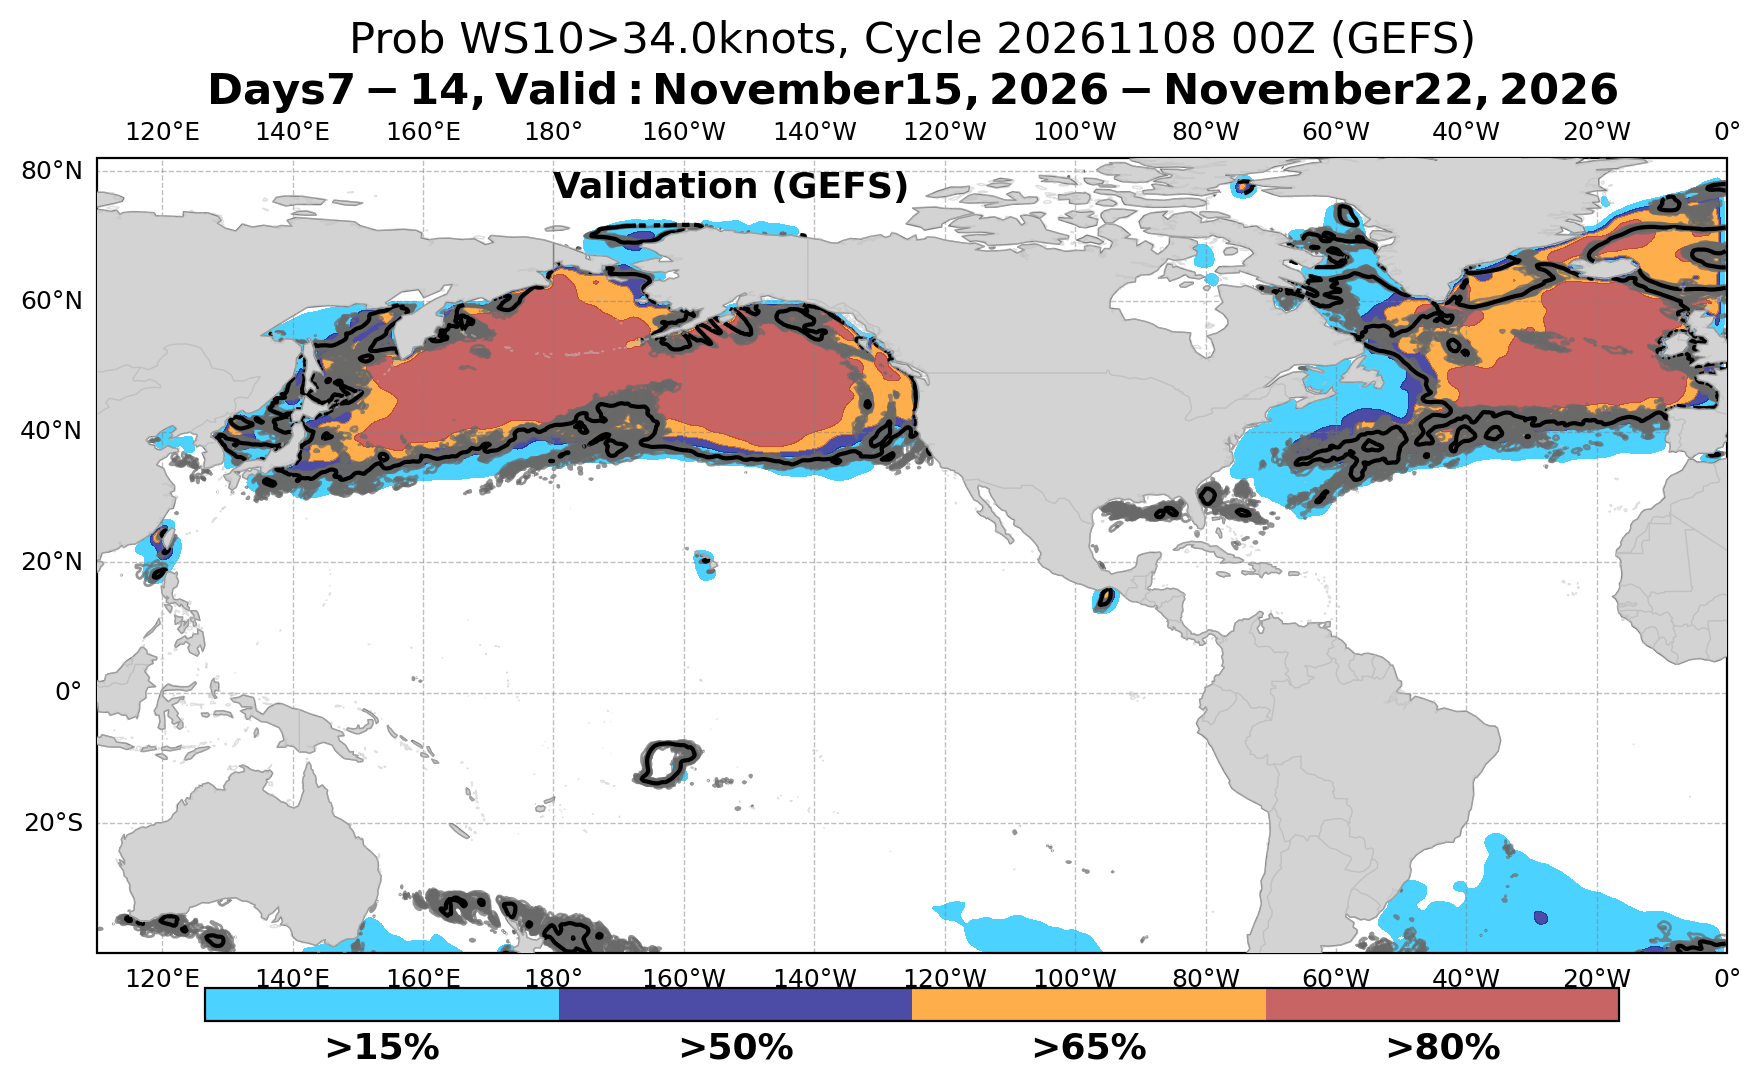 Prob WS10>34.0knots, Cycle 20261108 00Z (GEFS)
Days7 − 14, Valid : November15, 2026 − November22, 2026
120°E 140°E 160°E 180° 160°W 140°W 120°W 100°W 80°W 60°W 40°W 20°W 0°
80°N
Validation (GEFS)
60°N
40°N
20°N
0°
20°S
120°E 140°E 160°E 180° 160°W 140°W 120°W 100°W 80°W 60°W 40°W 20°W 0°
>15% >50% >65% >80%